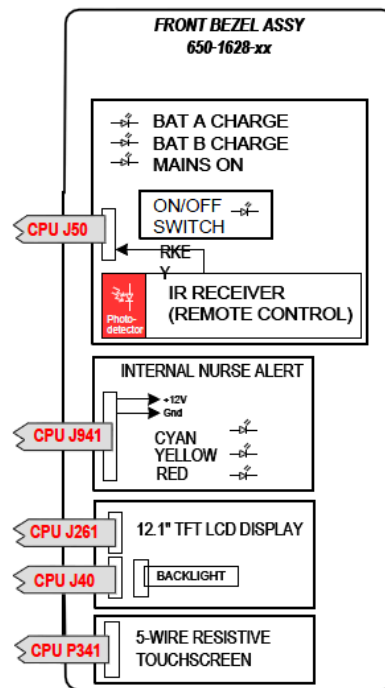 FRONT BEZEL ASSY
650-1628-xx
BAT A CHARGE
BAT B CHARGE
MAINS ON
ON/OFF
SWITCH
CPU J50
RKE
Y
IR RECEIVER
(REMOTE CONTROL)
Photo-
detector
INTERNAL NURSE ALERT
+12V
Gnd
CPU J941
CYAN
YELLOW
RED
CPU J261
12.1" TFT LCD DISPLAY
CPU J40
BACKLIGHT
CPU P341
5-WIRE RESISTIVE
TOUCHSCREEN